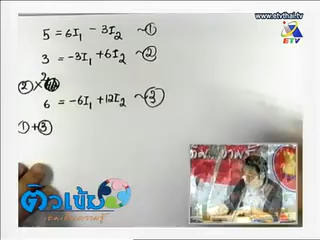 www.etvthai.tv
ETV
5 = 6I₁ - 3I₂ ~①
3 = -3I₁ + 6I₂ ~②
②×2
6 = -6I₁ + 12I₂ ~③
①+③
ติวเข้ม